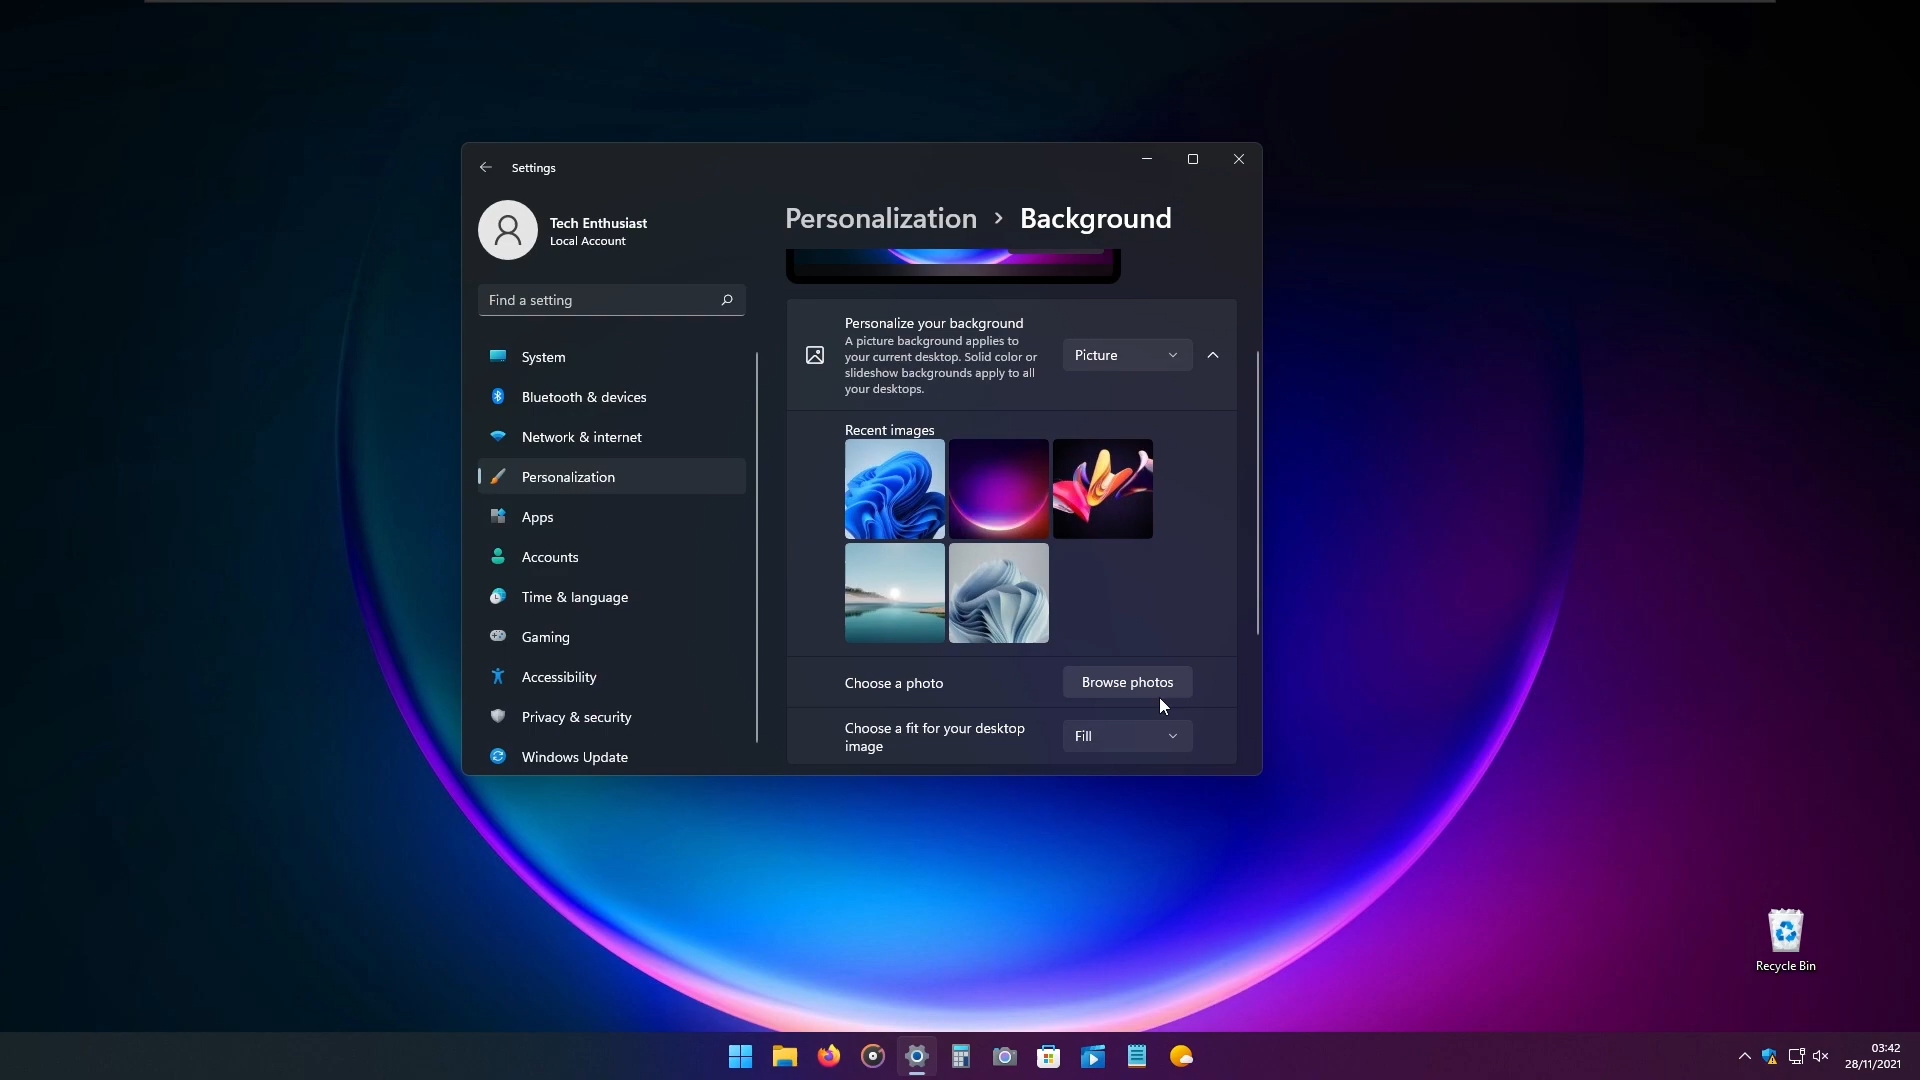 Settings
Tech Enthusiast
Local Account
Find a setting
System
Bluetooth & devices
Network & internet
Personalization
Apps
Accounts
Time & language
Gaming
Accessibility
Privacy & security
Windows Update
Personalization > Background
Personalize your background
A picture background applies to
your current desktop. Solid color or
slideshow backgrounds apply to all
your desktops.
Picture
Recent images
Choose a photo
Browse photos
Choose a fit for your desktop
image
Fill
Recycle Bin
03:42
28/11/2021